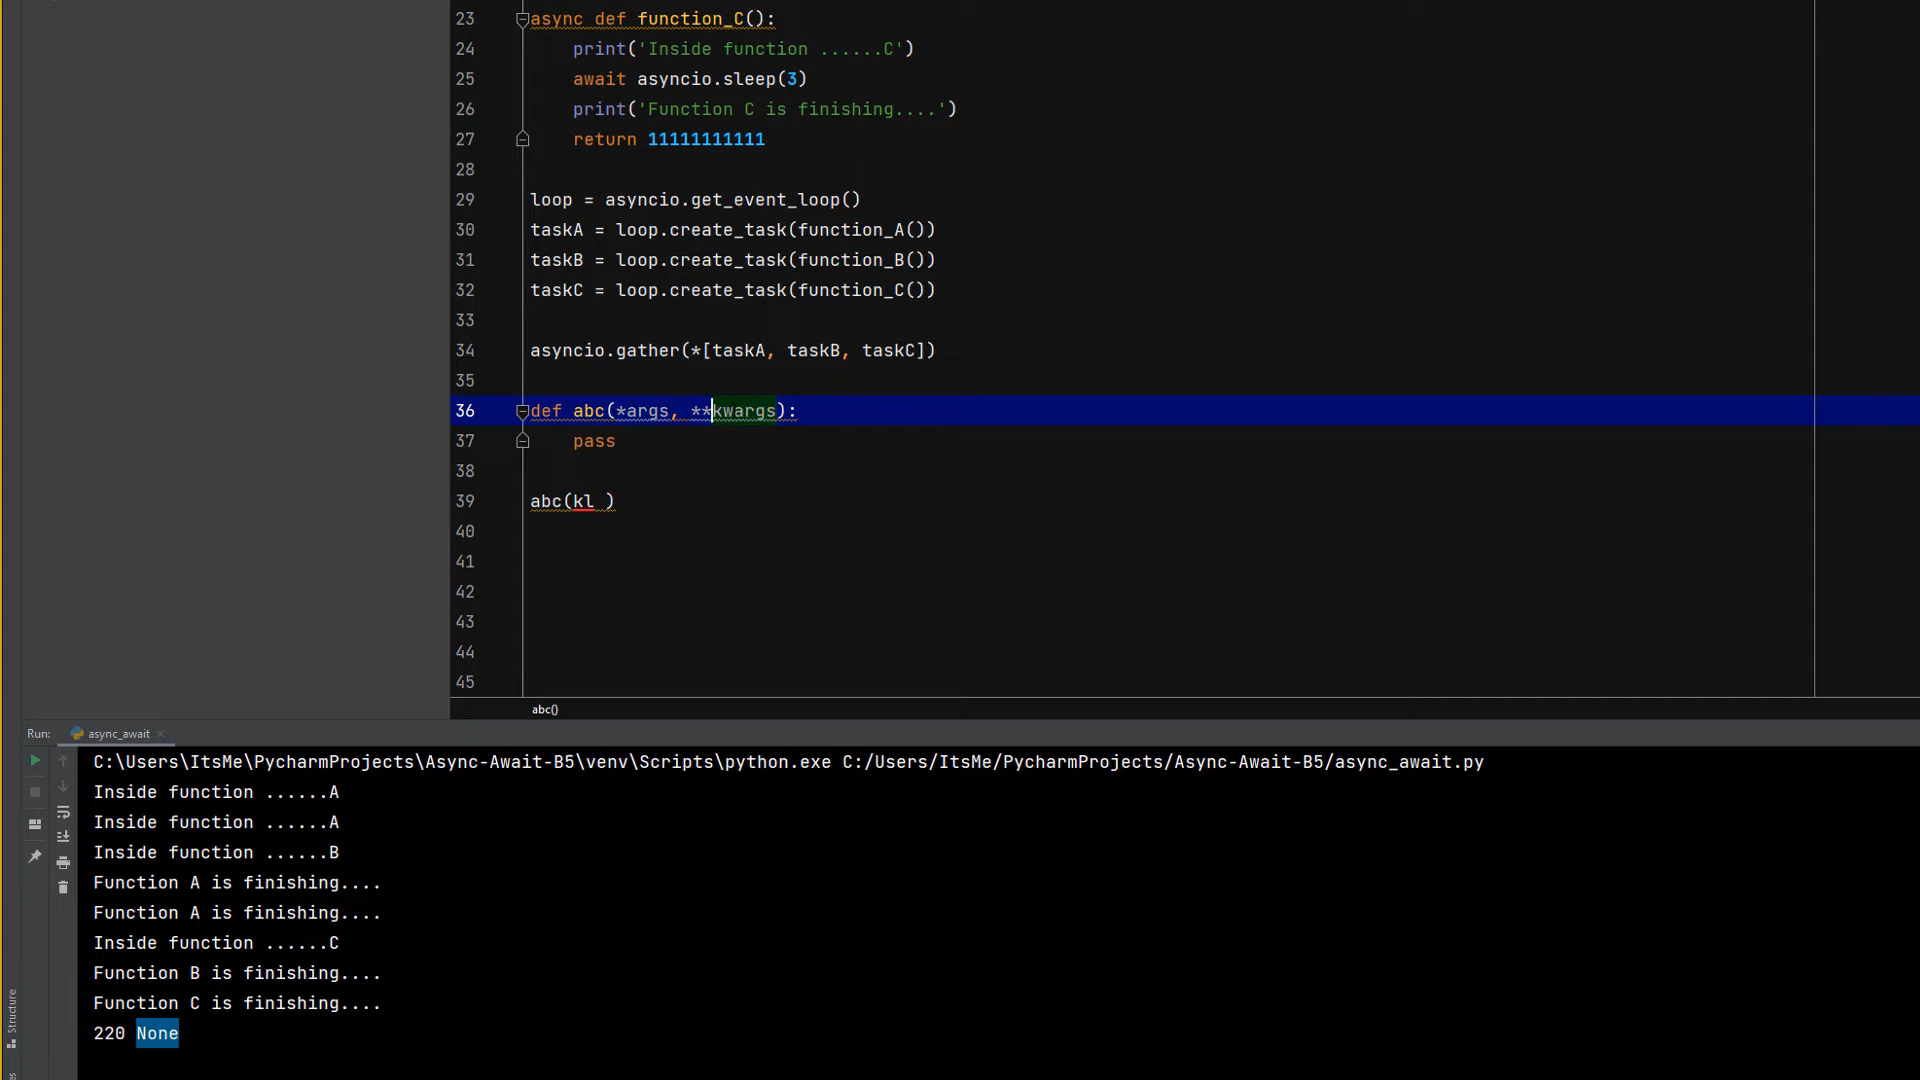 23 async def function_C():
24 print('Inside function ......C')
25 await asyncio.sleep(3)
26 print('Function C is finishing....')
27 return 11111111111
28
29 loop = asyncio.get_event_loop()
30 taskA = loop.create_task(function_A())
31 taskB = loop.create_task(function_B())
32 taskC = loop.create_task(function_C())
33
34 asyncio.gather(*[taskA, taskB, taskC])
35
36 def abc(*args, **kwargs):
37 pass
38
39 abc(kl )
40
41
42
43
44
45
abc()
Run: async_await
C:\Users\ItsMe\PycharmProjects\Async-Await-B5\venv\Scripts\python.exe C:/Users/ItsMe/PycharmProjects/Async-Await-B5/async_await.py
Inside function ......A
Inside function ......A
Inside function ......B
Function A is finishing....
Function A is finishing....
Inside function ......C
Function B is finishing....
Function C is finishing....
220 None
Structure